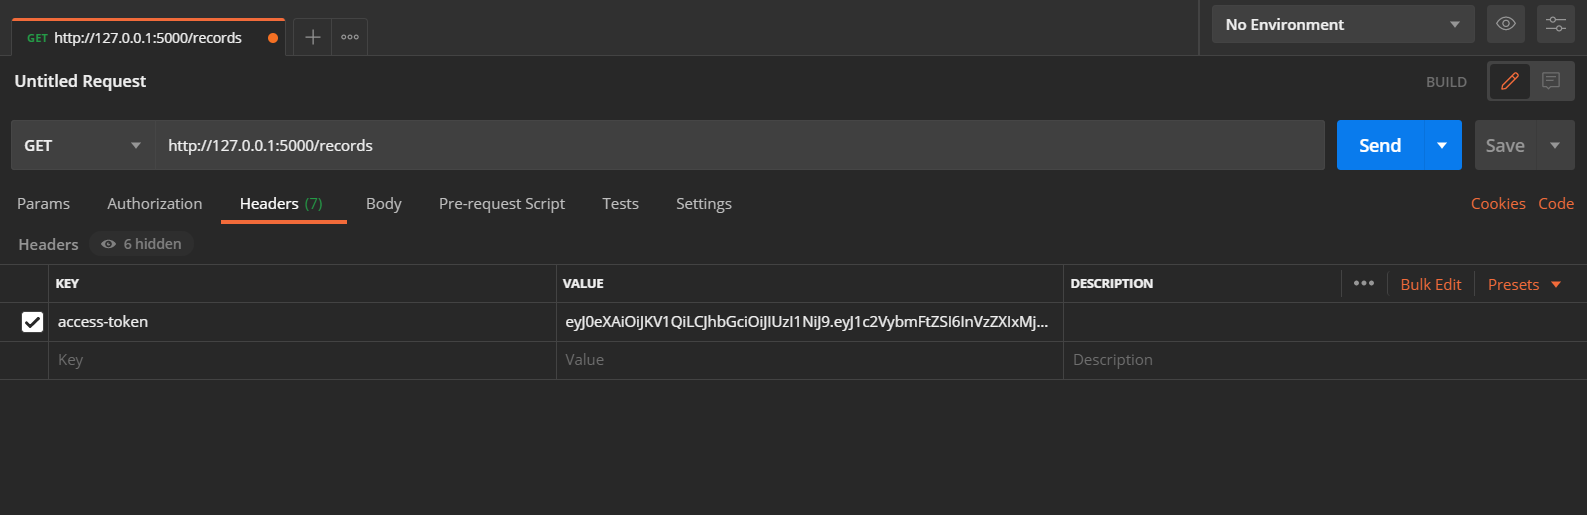 GET http://127.0.0.1:5000/records
No Environment
Untitled Request
BUILD
GET http://127.0.0.1:5000/records Send Save
Params Authorization Headers (7) Body Pre-request Script Tests Settings Cookies Code
Headers 6 hidden
KEY VALUE DESCRIPTION Bulk Edit Presets
access-token eyJ0eXAiOiJKV1QiLCJhbGciOiJIUzI1NiJ9.eyJ1c2VybmFtZSI6InVzZXIxMj...
Key Value Description